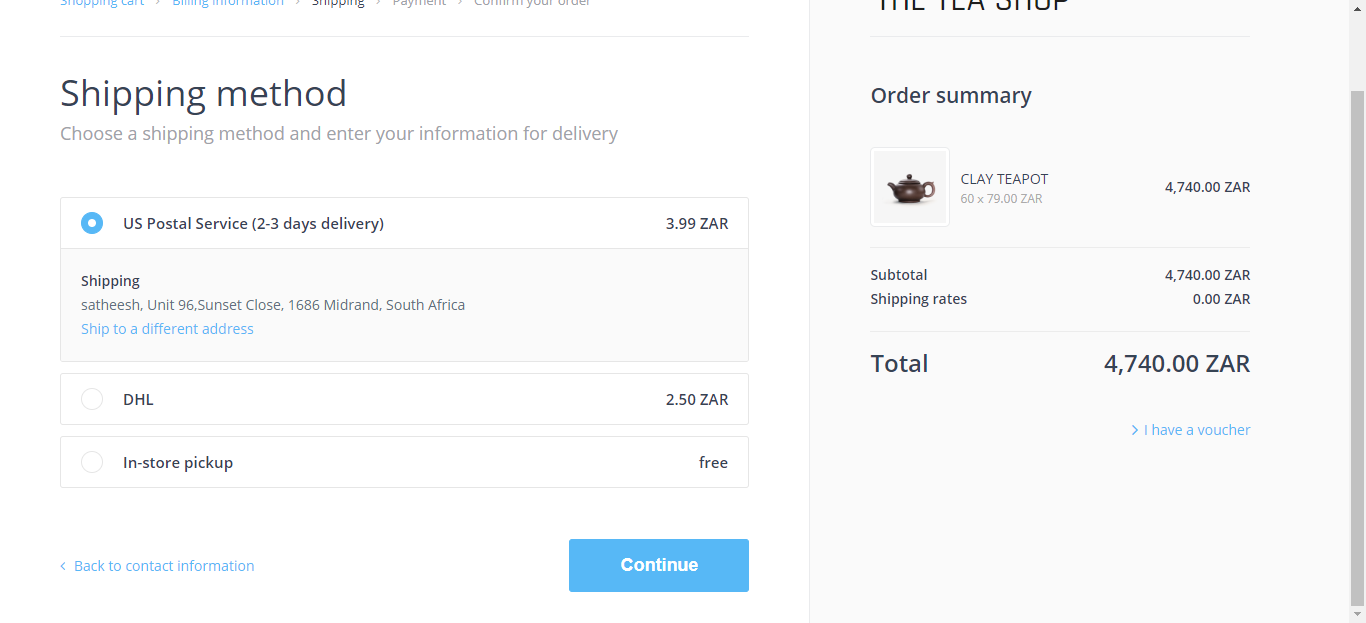 Shopping cart > Billing information > Shipping > Payment > Confirm your order
Shipping method
Choose a shipping method and enter your information for delivery
US Postal Service (2-3 days delivery) 3.99 ZAR
Shipping
satheesh, Unit 96,Sunset Close, 1686 Midrand, South Africa
Ship to a different address
DHL 2.50 ZAR
In-store pickup free
< Back to contact information
Continue
THE TEA SHOP
Order summary
CLAY TEAPOT 4,740.00 ZAR
60 x 79.00 ZAR
Subtotal 4,740.00 ZAR
Shipping rates 0.00 ZAR
Total 4,740.00 ZAR
> I have a voucher